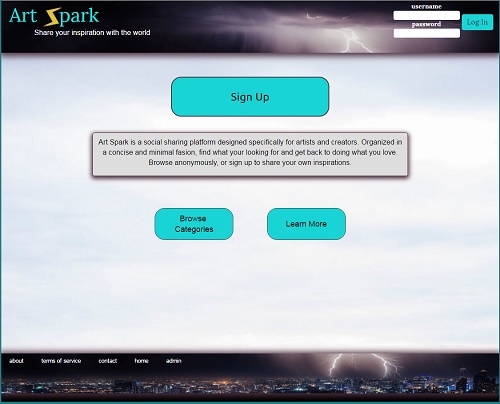 Art Spark
Share your inspiration with the world
username
password
Log In
Sign Up
Art Spark is a social sharing platform designed specifically for artists and creators. Organized in
a concise and minimal fasion, find what your looking for and get back to doing what you love.
Browse anonymously, or sign up to share your own inspirations.
Browse
Categories
Learn More
about terms of service contact home admin